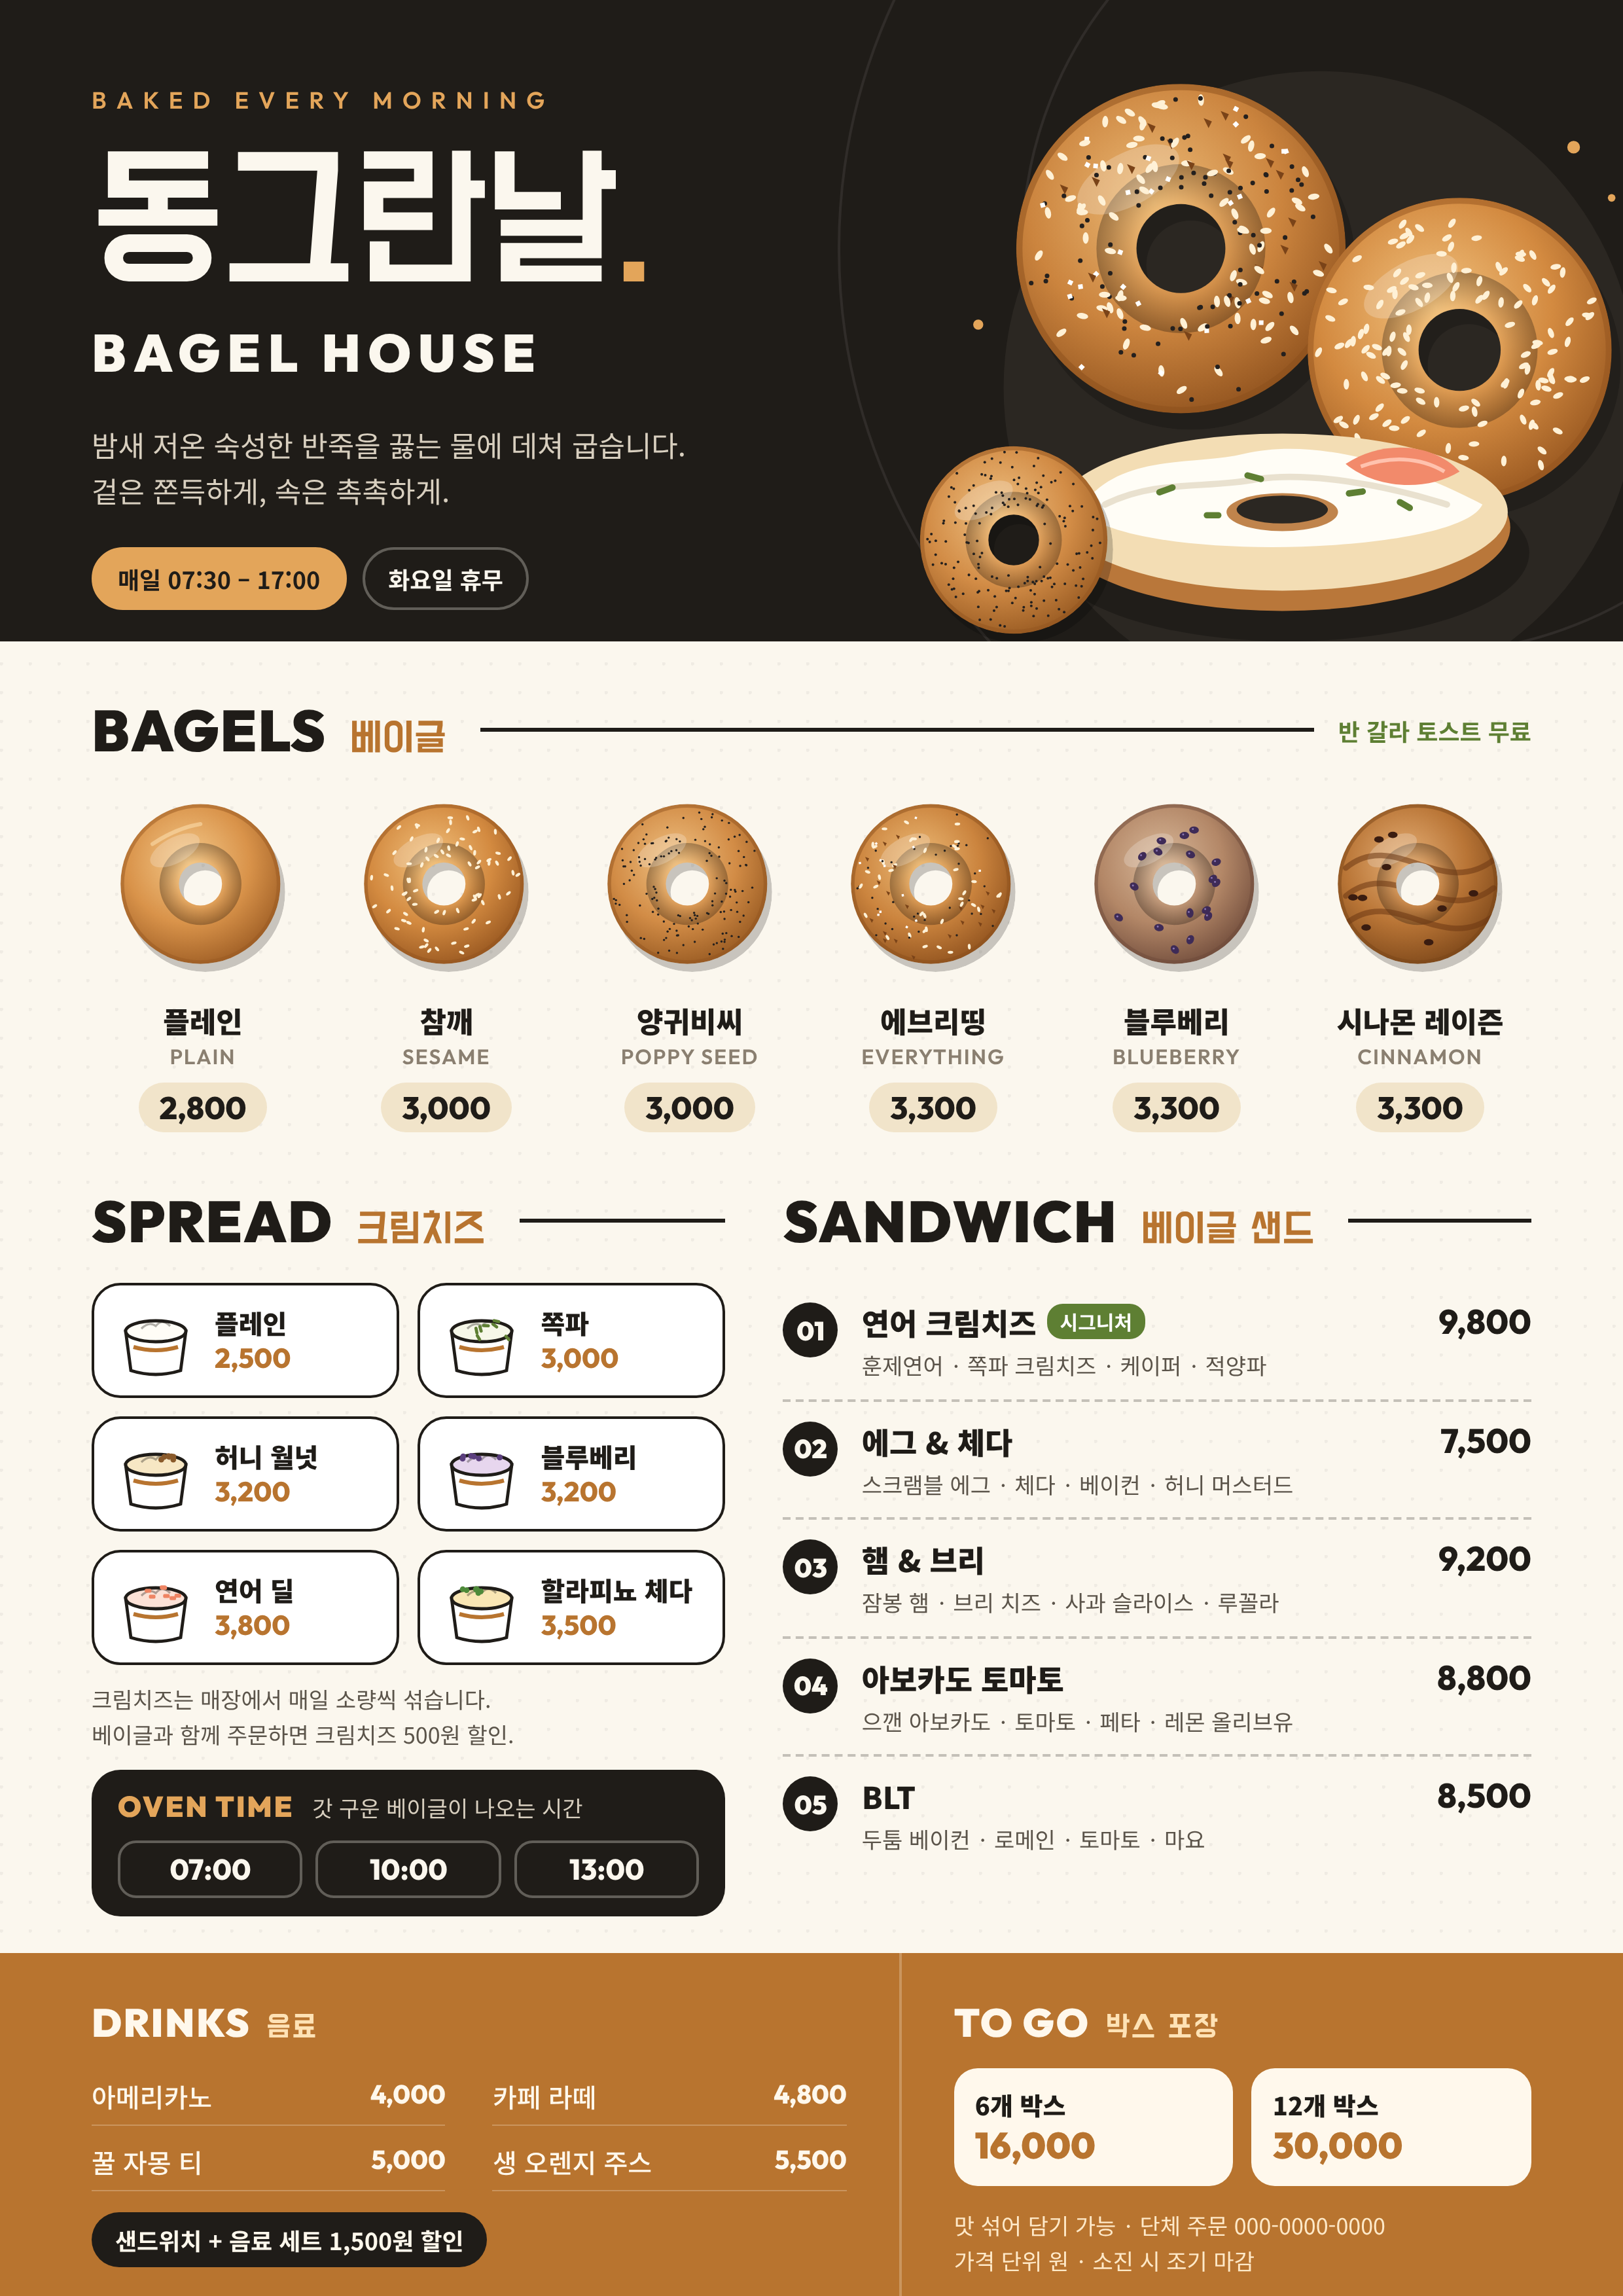 BAKED EVERY MORNING
동그란날.
BAGEL HOUSE
밤새 저온 숙성한 반죽을 끓는 물에 데쳐 굽습니다.
겉은 쫀득하게, 속은 촉촉하게.
매일 07:30 – 17:00
화요일 휴무
BAGELS 베이글
반 갈라 토스트 무료
플레인
PLAIN
2,800
참깨
SESAME
3,000
양귀비씨
POPPY SEED
3,000
에브리띵
EVERYTHING
3,300
블루베리
BLUEBERRY
3,300
시나몬 레이즌
CINNAMON
3,300
SPREAD 크림치즈
플레인
2,500
쪽파
3,000
허니 월넛
3,200
블루베리
3,200
연어 딜
3,800
할라피뇨 체다
3,500
크림치즈는 매장에서 매일 소량씩 섞습니다.
베이글과 함께 주문하면 크림치즈 500원 할인.
OVEN TIME 갓 구운 베이글이 나오는 시간
07:00 10:00 13:00
SANDWICH 베이글 샌드
01 연어 크림치즈 시그니처 9,800
훈제연어 · 쪽파 크림치즈 · 케이퍼 · 적양파
02 에그 & 체다 7,500
스크램블 에그 · 체다 · 베이컨 · 허니 머스터드
03 햄 & 브리 9,200
잠봉 햄 · 브리 치즈 · 사과 슬라이스 · 루꼴라
04 아보카도 토마토 8,800
으깬 아보카도 · 토마토 · 페타 · 레몬 올리브유
05 BLT 8,500
두툼 베이컨 · 로메인 · 토마토 · 마요
DRINKS 음료
아메리카노 4,000
카페 라떼 4,800
꿀 자몽 티 5,000
생 오렌지 주스 5,500
샌드위치 + 음료 세트 1,500원 할인
TO GO 박스 포장
6개 박스
16,000
12개 박스
30,000
맛 섞어 담기 가능 · 단체 주문 000-0000-0000
가격 단위 원 · 소진 시 조기 마감